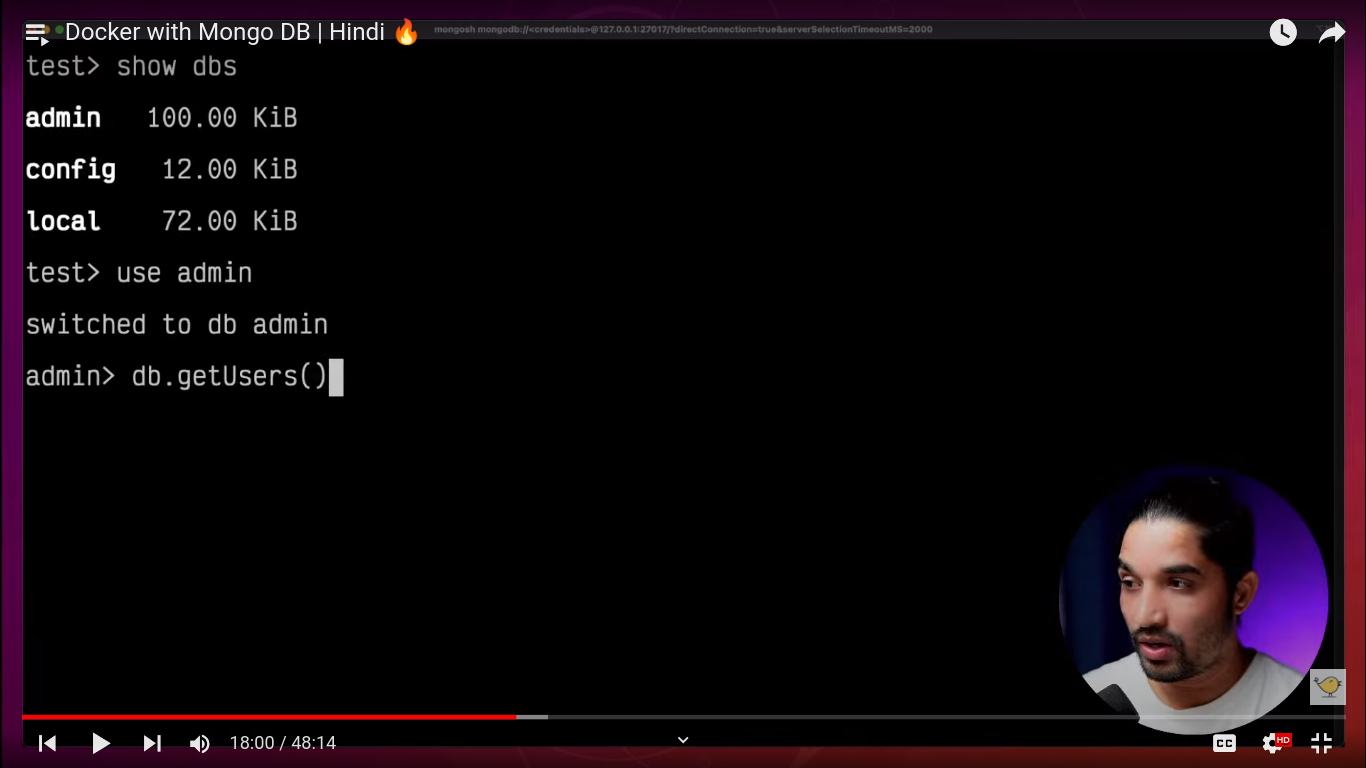 Docker with Mongo DB | Hindi 🔥
mongosh mongodb://<credentials>@127.0.0.1:27017/?directConnection=true&serverSelectionTimeoutMS=2000
test> show dbs
admin 100.00 KiB
config 12.00 KiB
local 72.00 KiB
test> use admin
switched to db admin
admin> db.getUsers()
18:00 / 48:14
CC
HD